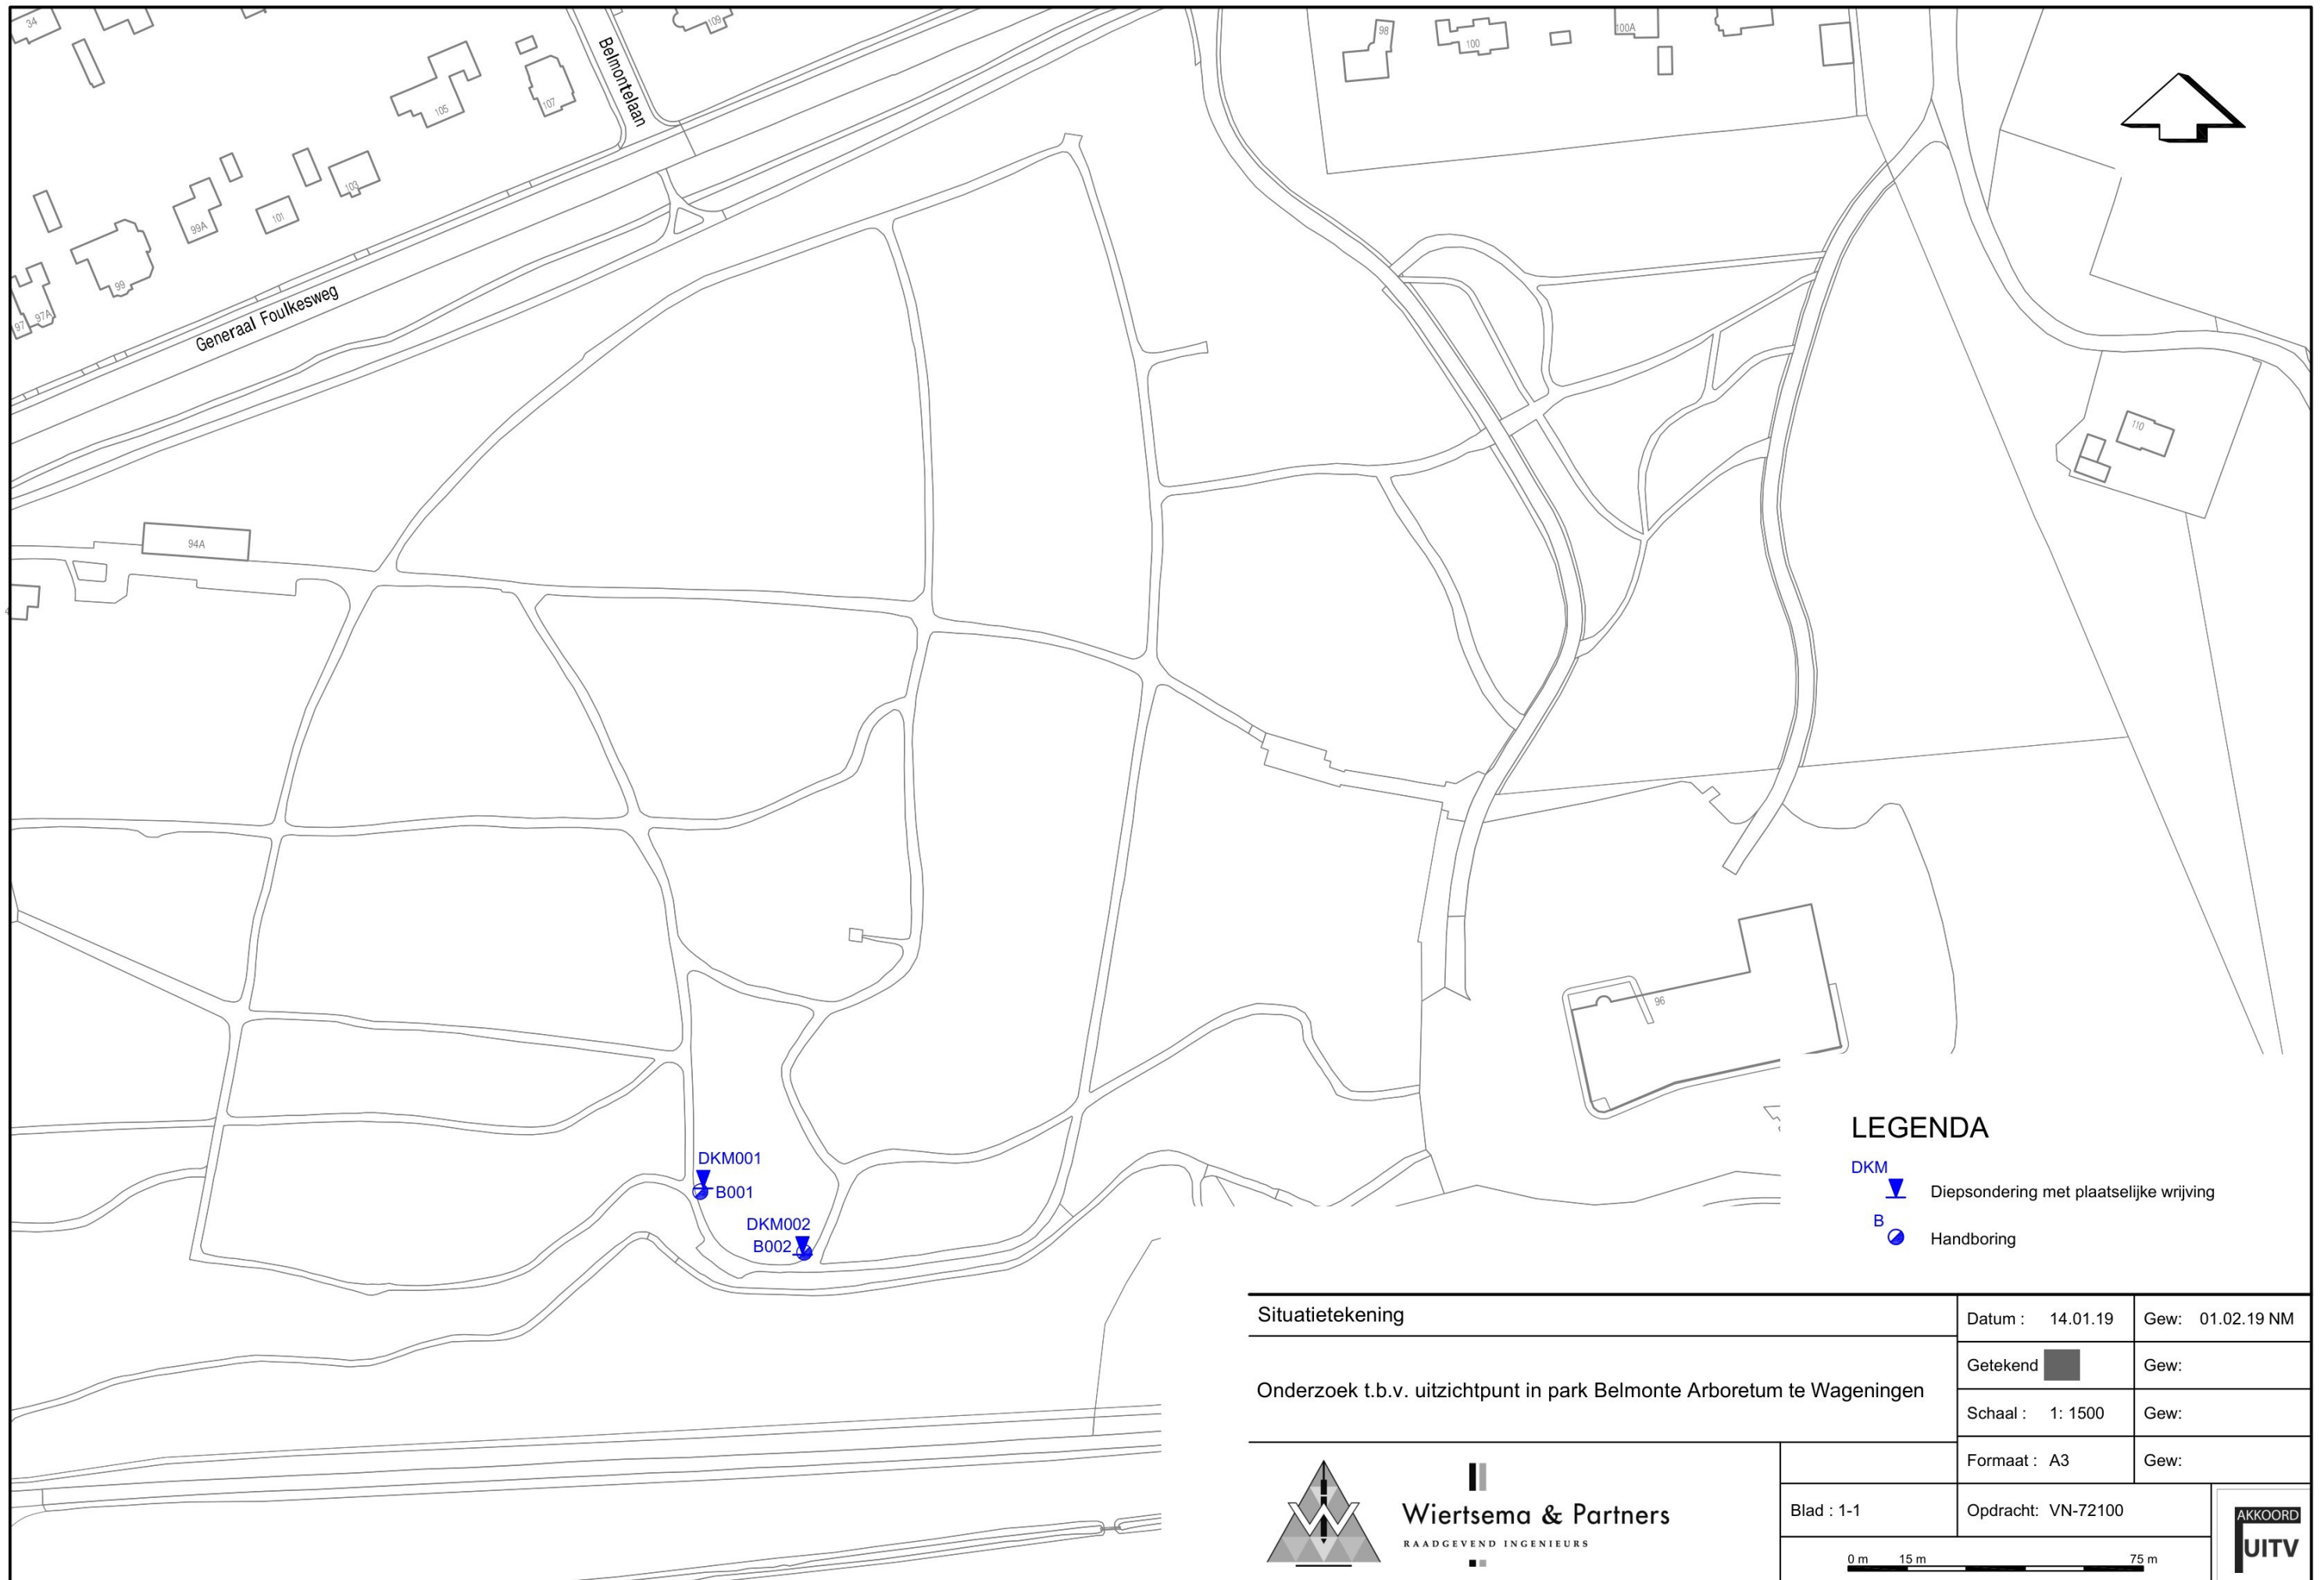 34
109
98
100
100A
Belmontelaan
105
107
103
101
99A
99
97
97A
Generaal Foulkesweg
110
94A
96
DKM001
B001
DKM002
B002
LEGENDA
DKM
Diepsondering met plaatselijke wrijving
B
Handboring
Situatietekening
Datum : 14.01.19
Gew: 01.02.19 NM
Onderzoek t.b.v. uitzichtpunt in park Belmonte Arboretum te Wageningen
Getekend
Gew:
Schaal : 1: 1500
Gew:
Formaat : A3
Gew:
Wiertsema & Partners
RAADGEVEND INGENIEURS
Blad : 1-1
Opdracht: VN-72100
0 m 15 m 75 m
AKKOORD
UITV